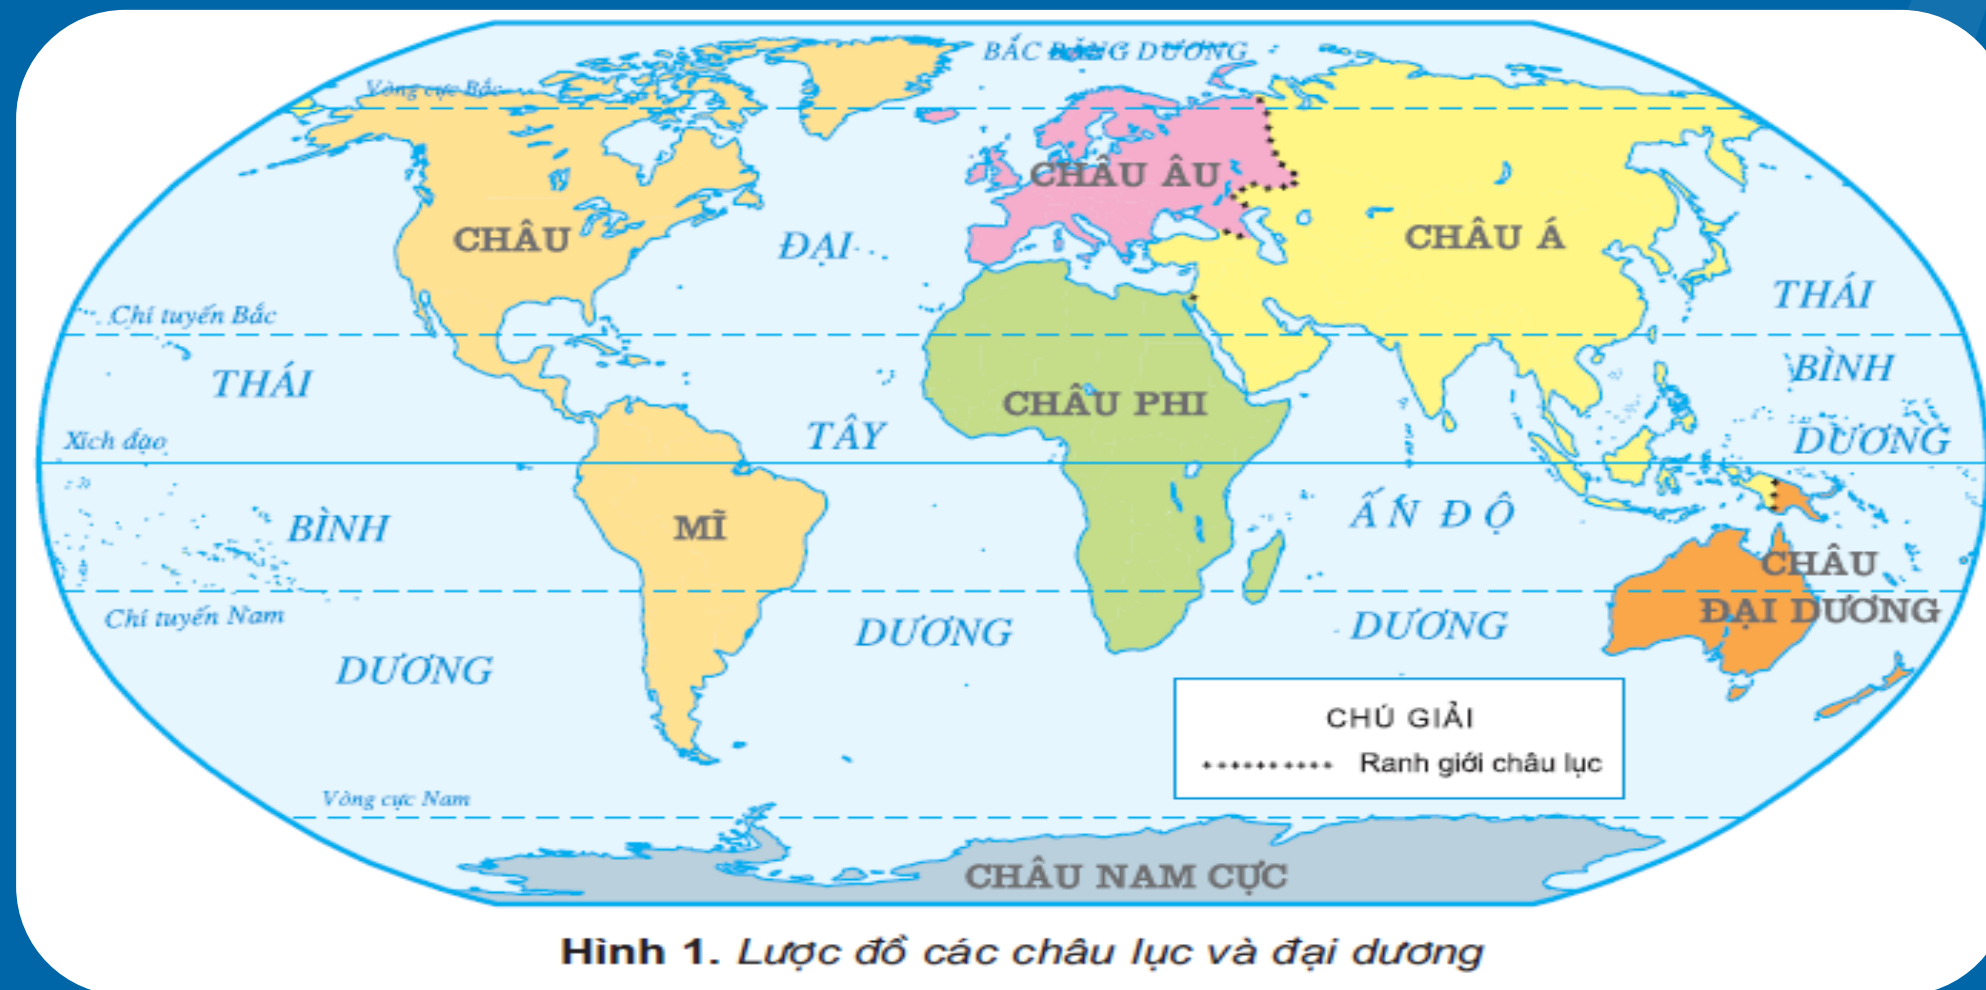 BẮC BĂNG DƯƠNG
Vòng cực Bắc
CHÂU ÂU
CHÂU
ĐẠI
CHÂU Á
THÁI
Chí tuyến Bắc
THÁI
BÌNH
CHÂU PHI
TÂY
DƯƠNG
Xích đạo
BÌNH
MĨ
ẤN ĐỘ
CHÂU
ĐẠI DƯƠNG
Chí tuyến Nam
DƯƠNG
DƯƠNG
DƯƠNG
CHÚ GIẢI
Ranh giới châu lục
Vòng cực Nam
CHÂU NAM CỰC
Hình 1. Lược đồ các châu lục và đại dương